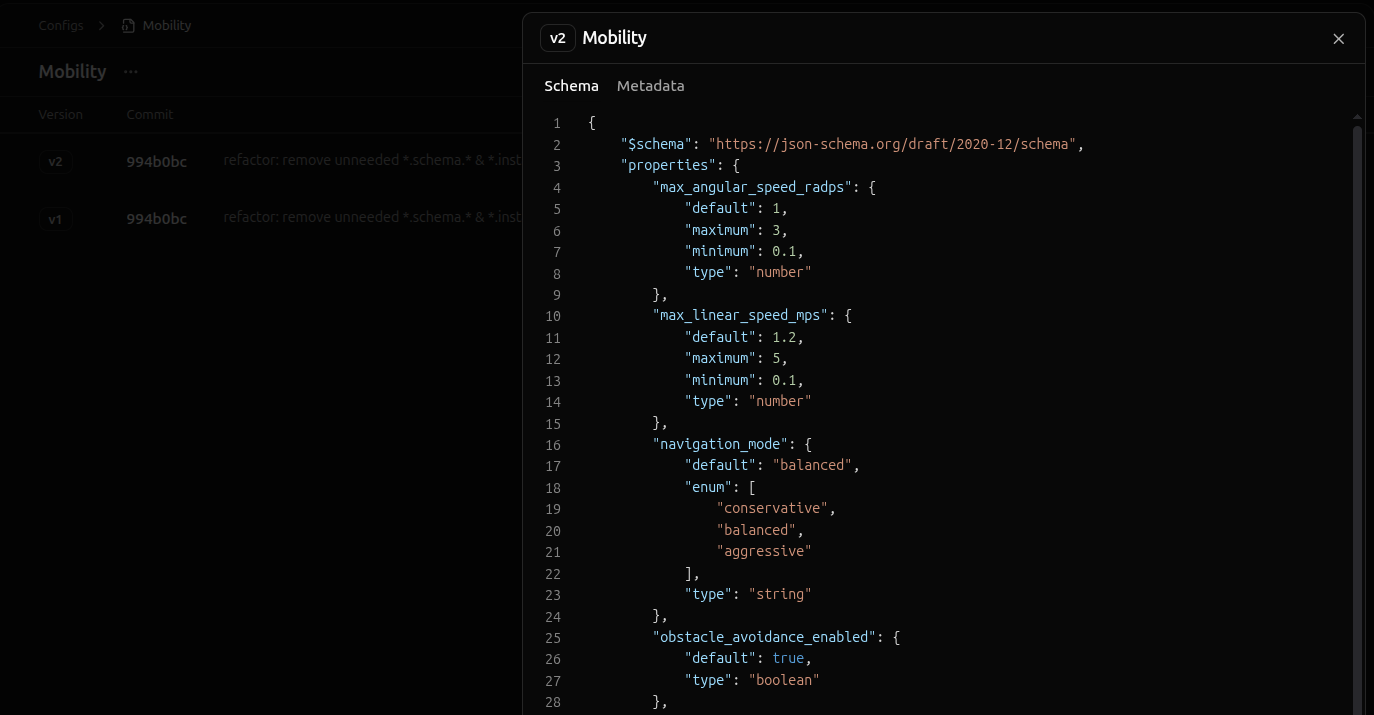 Configs > Mobility
Mobility ...
Version Commit
v2 994b0bc refactor: remove unneeded *.schema.* & *.inst
v1 994b0bc refactor: remove unneeded *.schema.* & *.inst
v2 Mobility
Schema Metadata
1 {
2     "$schema": "https://json-schema.org/draft/2020-12/schema",
3     "properties": {
4         "max_angular_speed_radps": {
5             "default": 1,
6             "maximum": 3,
7             "minimum": 0.1,
8             "type": "number"
9         },
10         "max_linear_speed_mps": {
11             "default": 1.2,
12             "maximum": 5,
13             "minimum": 0.1,
14             "type": "number"
15         },
16         "navigation_mode": {
17             "default": "balanced",
18             "enum": [
19                 "conservative",
20                 "balanced",
21                 "aggressive"
22             ],
23             "type": "string"
24         },
25         "obstacle_avoidance_enabled": {
26             "default": true,
27             "type": "boolean"
28         },